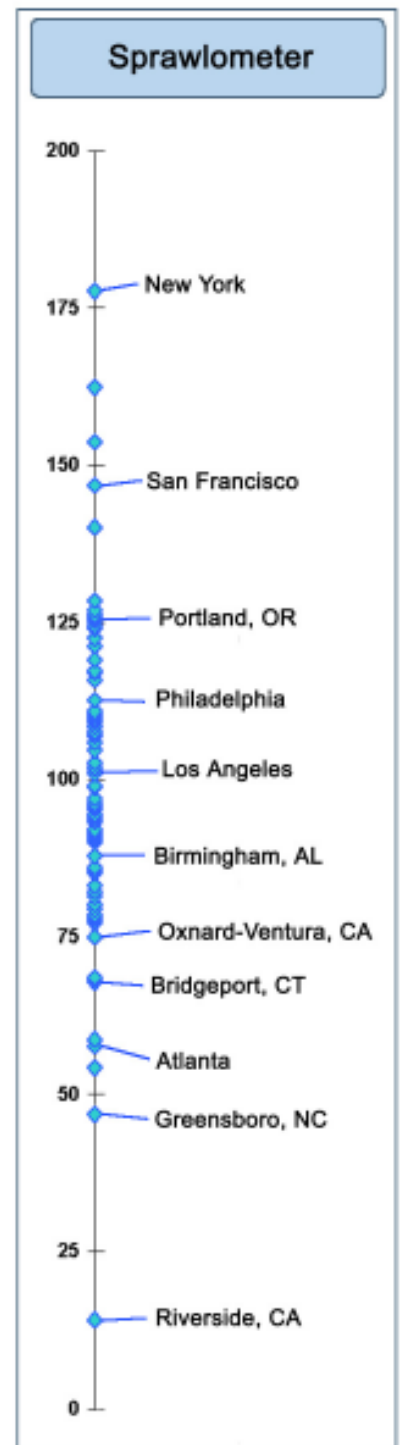 Sprawlometer
200
New York
175
150
San Francisco
125
Portland, OR
Philadelphia
Los Angeles
100
Birmingham, AL
75
Oxnard-Ventura, CA
Bridgeport, CT
Atlanta
50
Greensboro, NC
25
Riverside, CA
0